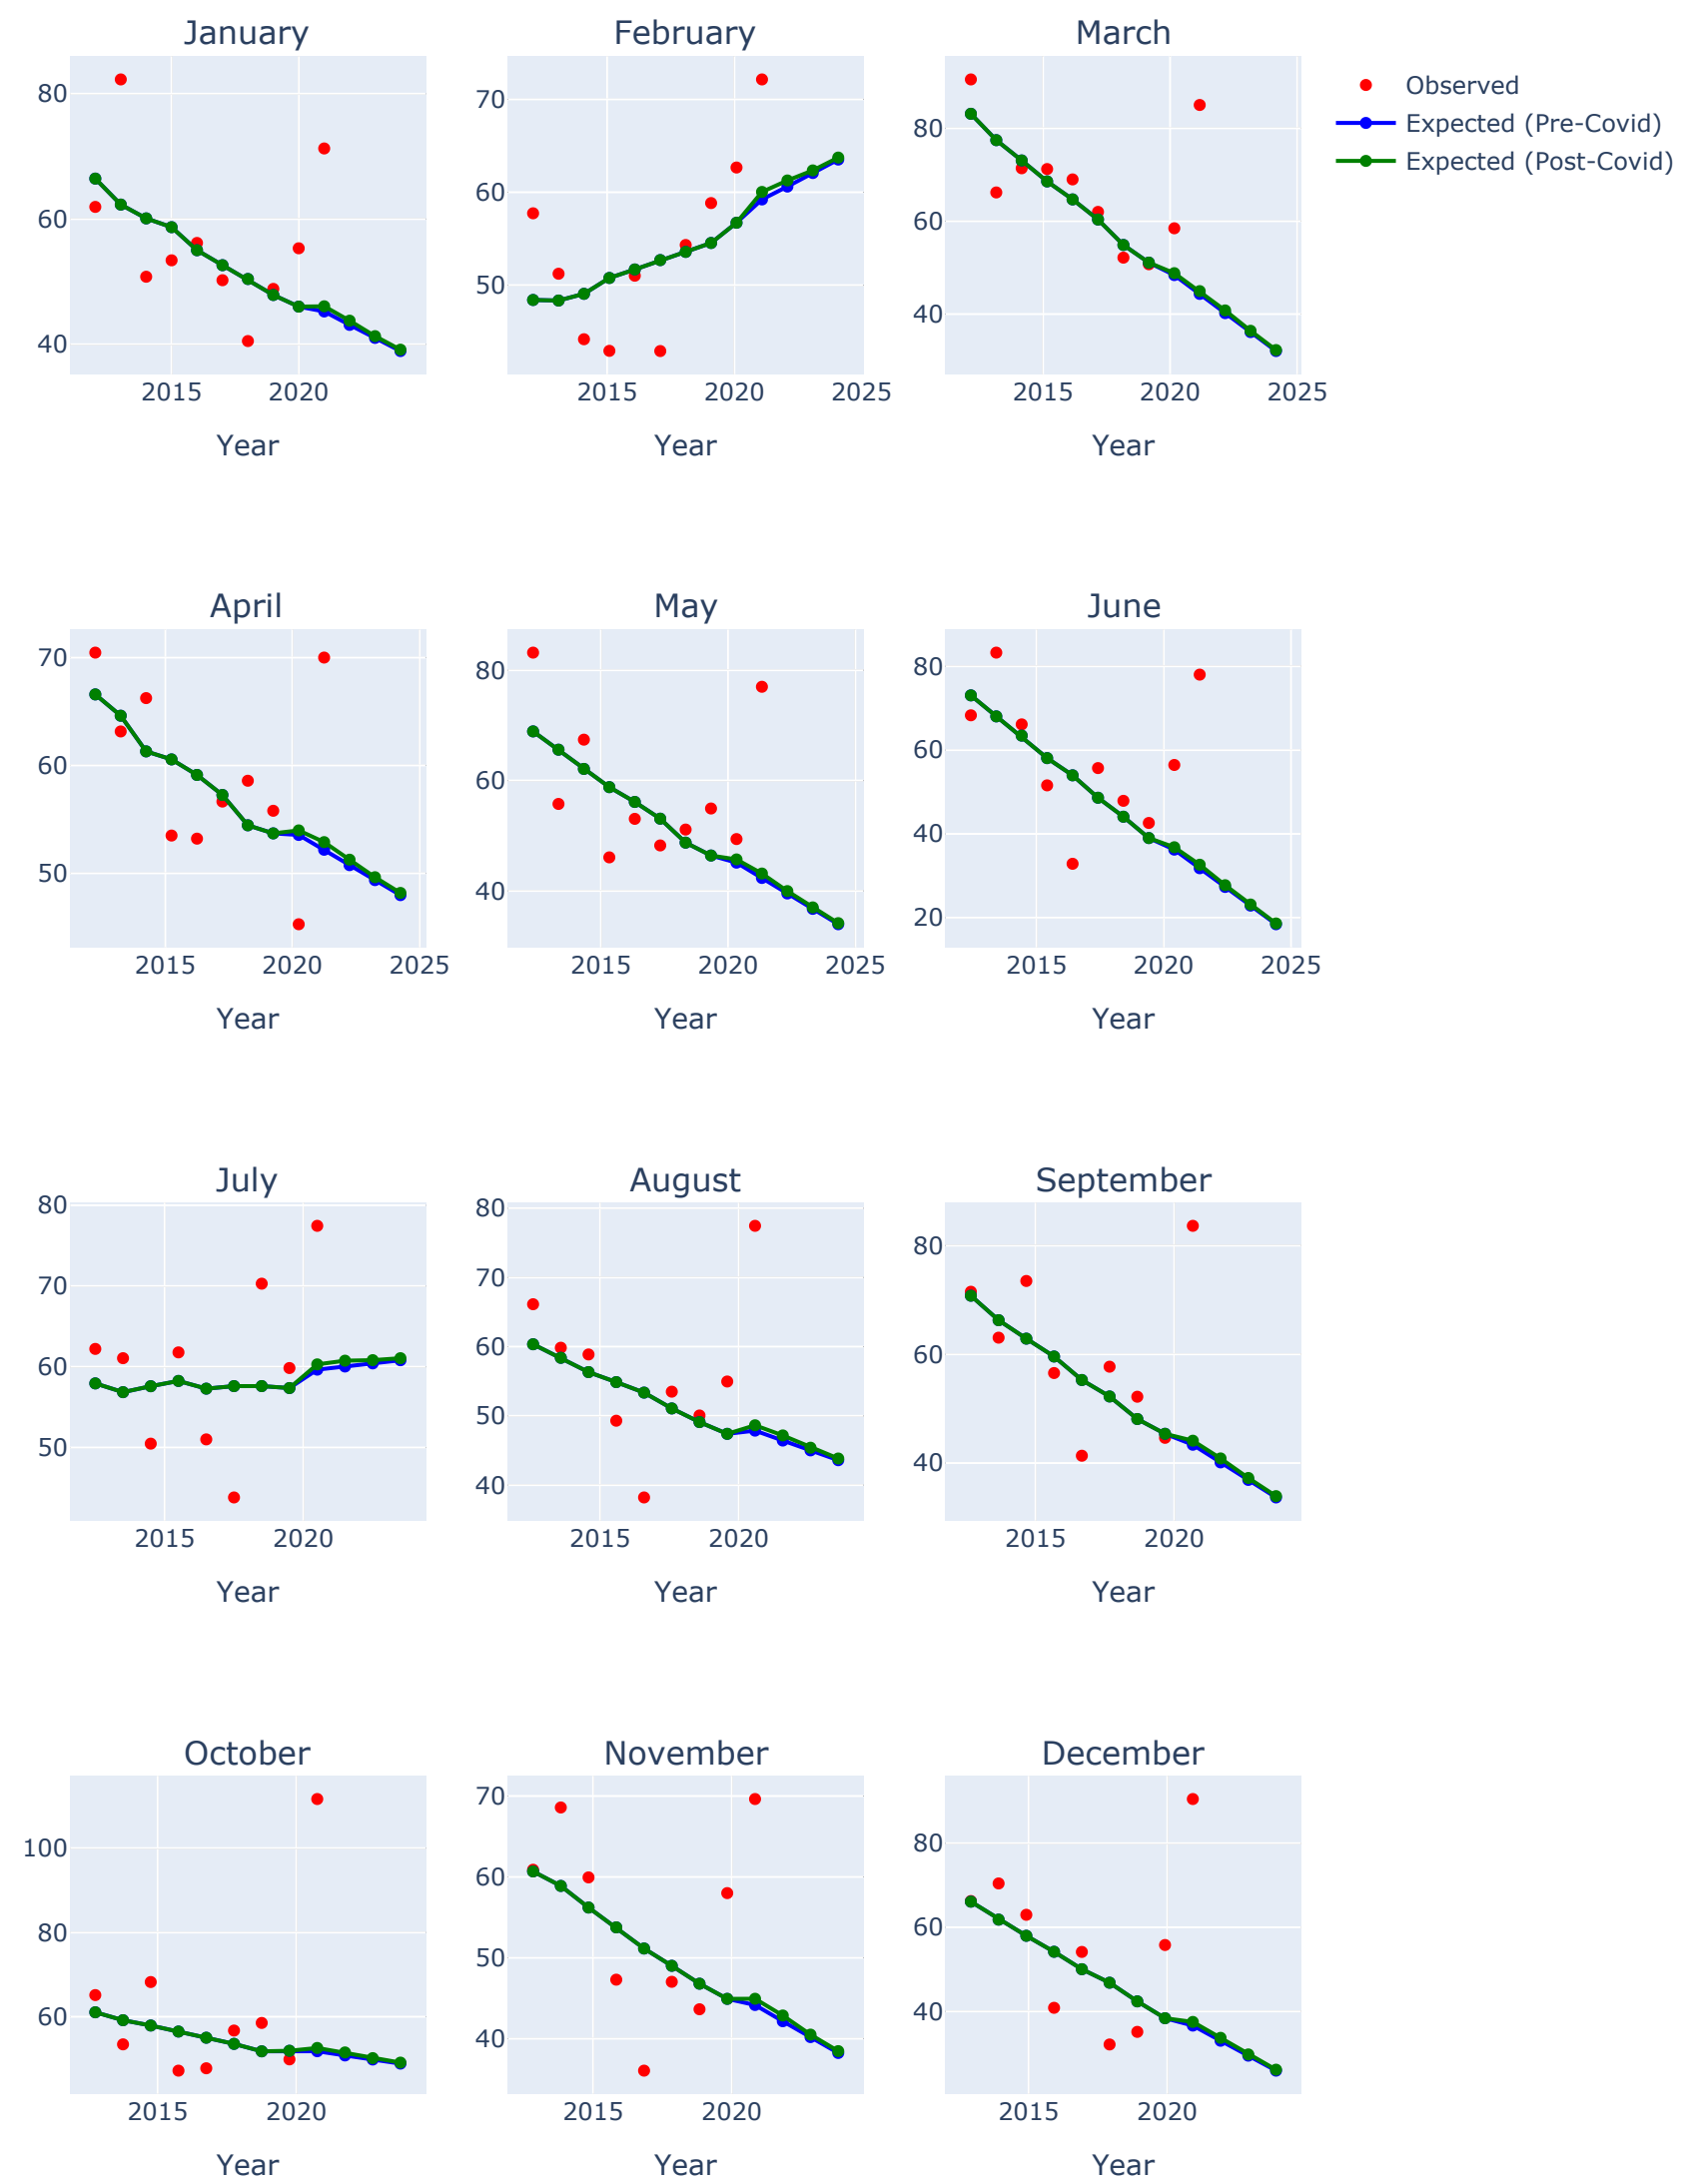 January
February
March
Observed
Expected (Pre-Covid)
Expected (Post-Covid)
80
60
40
2015
2020
Year
70
60
50
2015
2020
2025
Year
80
60
40
2015
2020
2025
Year
April
May
June
70
60
50
2015
2020
2025
Year
80
60
40
2015
2020
2025
Year
80
60
40
20
2015
2020
2025
Year
July
August
September
80
70
60
50
2015
2020
Year
80
70
60
50
40
2015
2020
Year
80
60
40
2015
2020
Year
October
November
December
100
80
60
2015
2020
Year
70
60
50
40
2015
2020
Year
80
60
40
2015
2020
Year